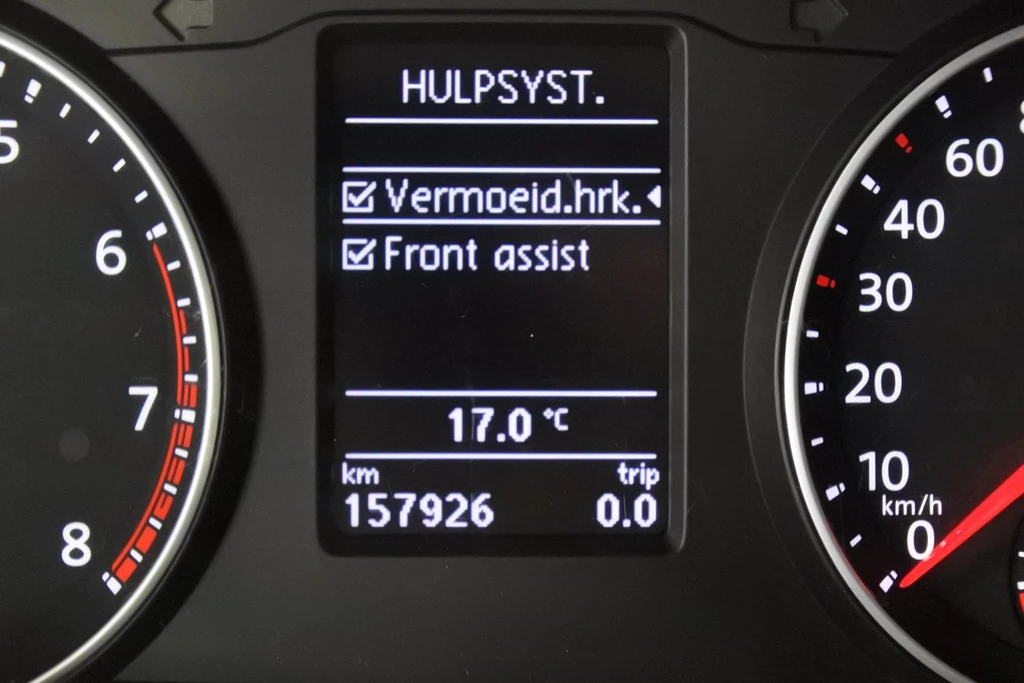 HULPSYST.
Vermoeid.hrk.
Front assist
17.0 °C
km trip
157926 0.0
5
6
7
8
60
40
30
20
10
km/h
0